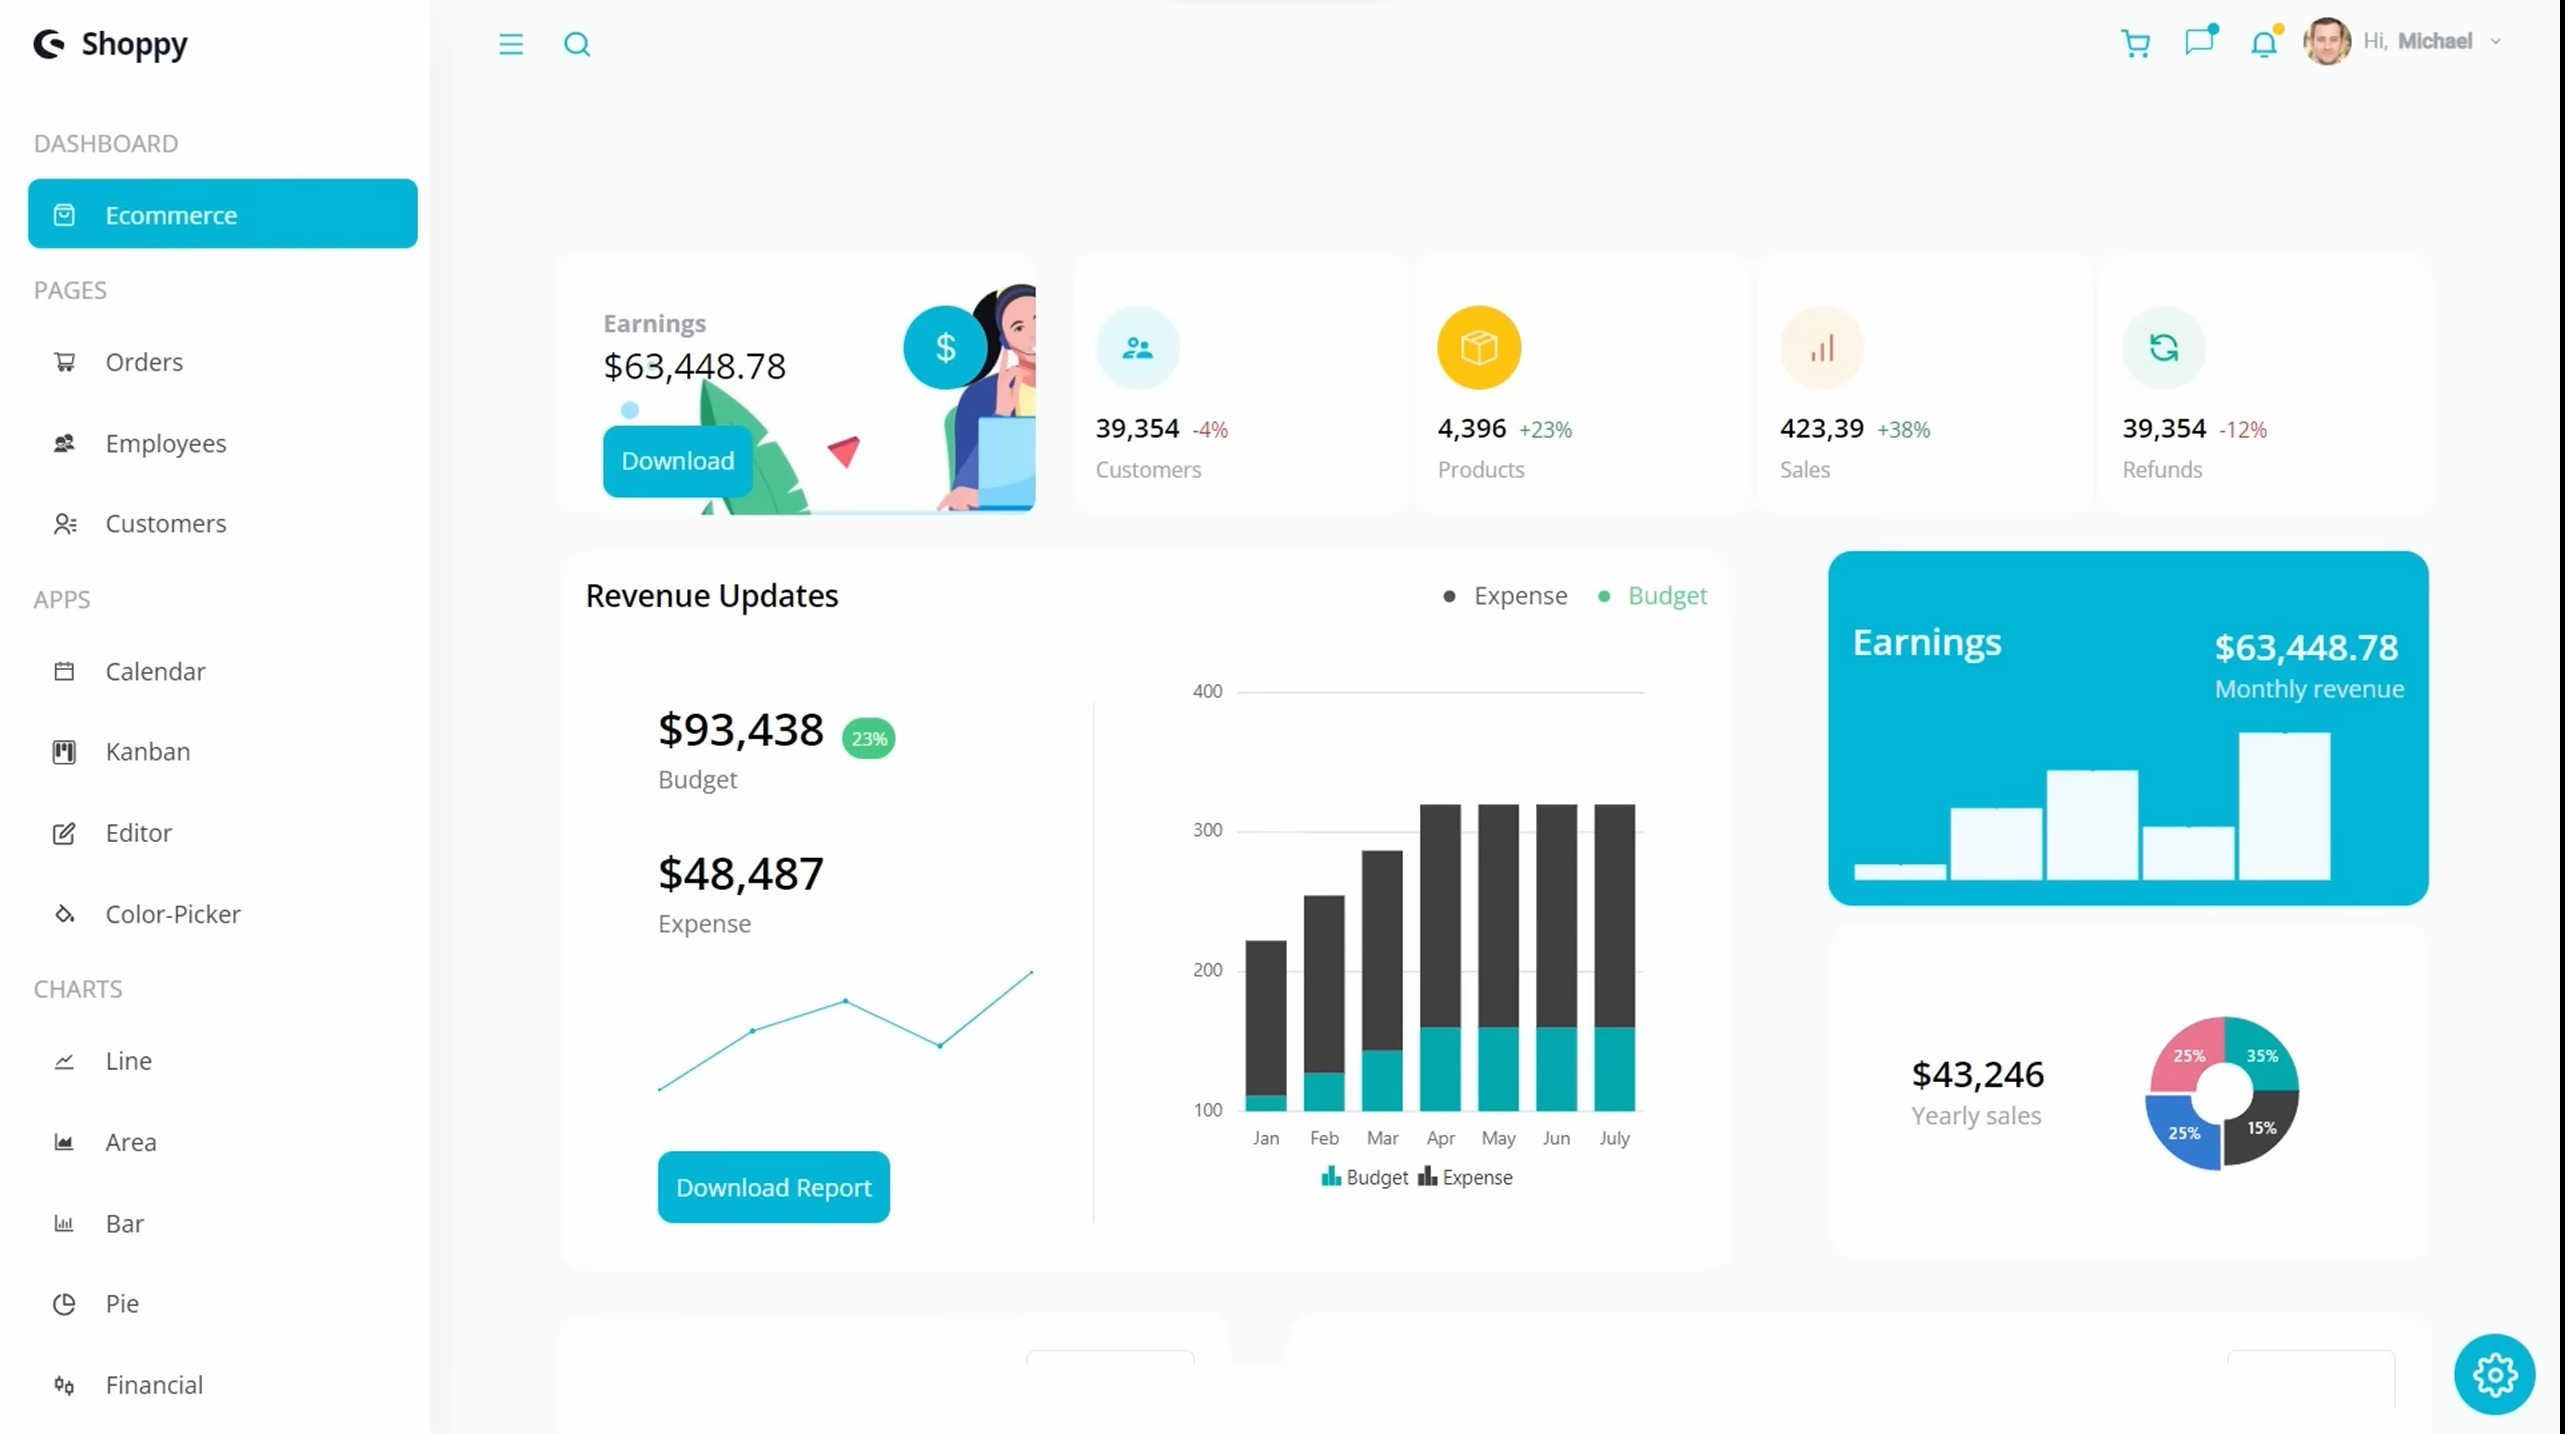 Shoppy
Hi, Michael
DASHBOARD
Ecommerce
PAGES
Orders
Employees
Customers
APPS
Calendar
Kanban
Editor
Color-Picker
CHARTS
Line
Area
Bar
Pie
Financial
Earnings
$63,448.78
$
Download
39,354 -4%
Customers
4,396 +23%
Products
423,39 +38%
Sales
39,354 -12%
Refunds
Revenue Updates
Expense Budget
$93,438 23%
Budget
$48,487
Expense
Download Report
400
300
200
100
Jan Feb Mar Apr May Jun July
Budget Expense
Earnings
$63,448.78
Monthly revenue
$43,246
Yearly sales
25% 35%
25% 15%